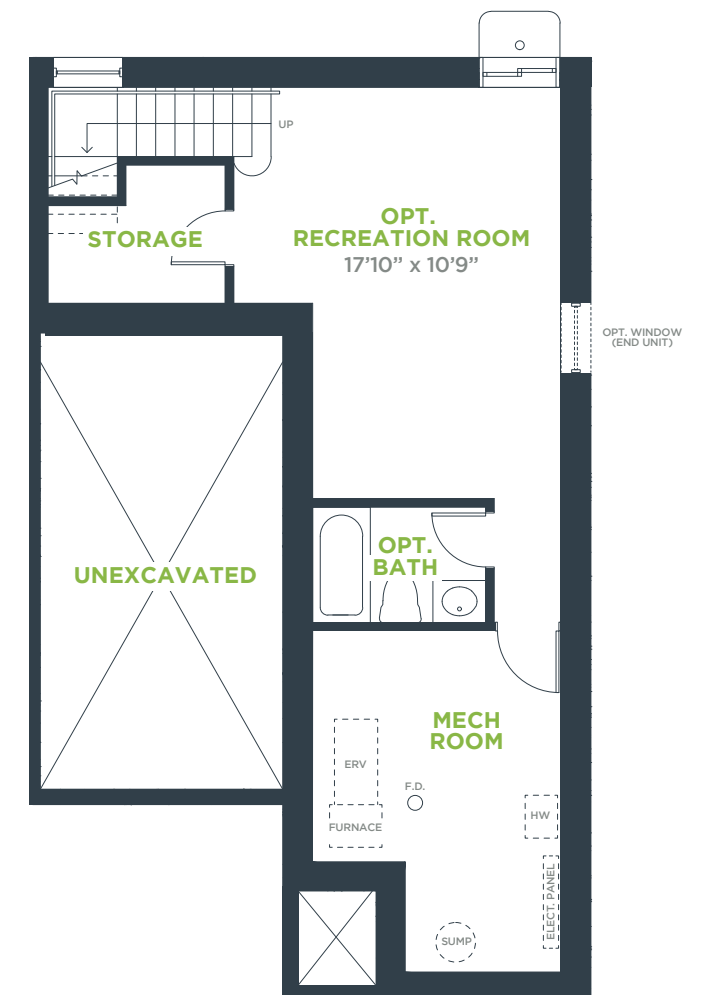 UP
OPT.
RECREATION ROOM
17’10” x 10’9”
STORAGE
OPT. WINDOW
(END UNIT)
OPT.
BATH
UNEXCAVATED
MECH
ROOM
ERV
F.D.
FURNACE
HW
ELECT. PANEL
SUMP